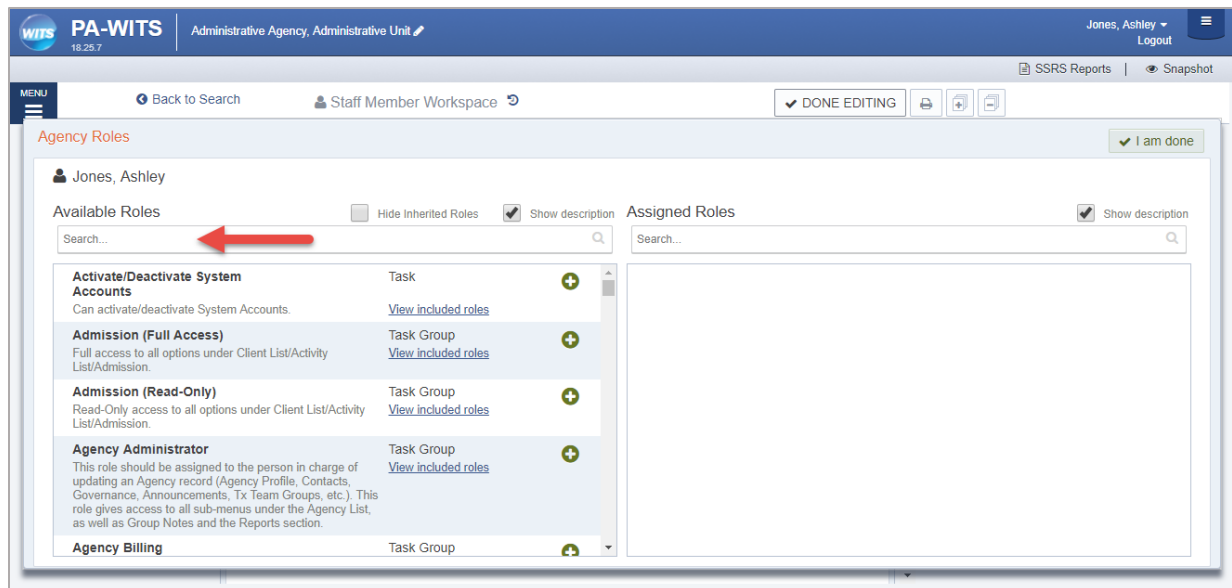 WITS
PA-WITS
18.25.7
Administrative Agency, Administrative Unit
Jones, Ashley
Logout
SSRS Reports | Snapshot
MENU
Back to Search
Staff Member Workspace
DONE EDITING
Agency Roles
I am done
Jones, Ashley
Available Roles
Hide Inherited Roles
Show description
Search...
Activate/Deactivate System
Accounts
Task
Can activate/deactivate System Accounts.
View included roles
Admission (Full Access)
Task Group
Full access to all options under Client List/Activity
List/Admission.
View included roles
Admission (Read-Only)
Task Group
Read-Only access to all options under Client List/Activity
List/Admission.
View included roles
Agency Administrator
Task Group
This role should be assigned to the person in charge of
updating an Agency record (Agency Profile, Contacts,
Governance, Announcements, Tx Team Groups, etc.). This
role gives access to all sub-menus under the Agency List,
as well as Group Notes and the Reports section.
View included roles
Agency Billing
Task Group
Assigned Roles
Show description
Search...